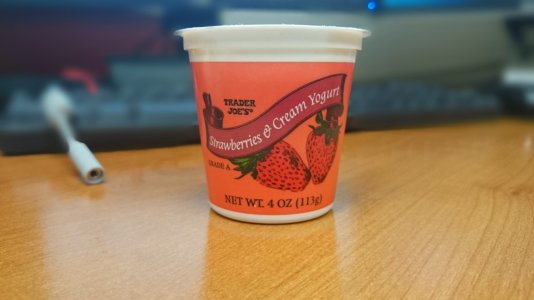 TRADER
JOE'S®
Strawberries & Cream Yogurt
GRADE A
NET WT. 4 OZ (113g)